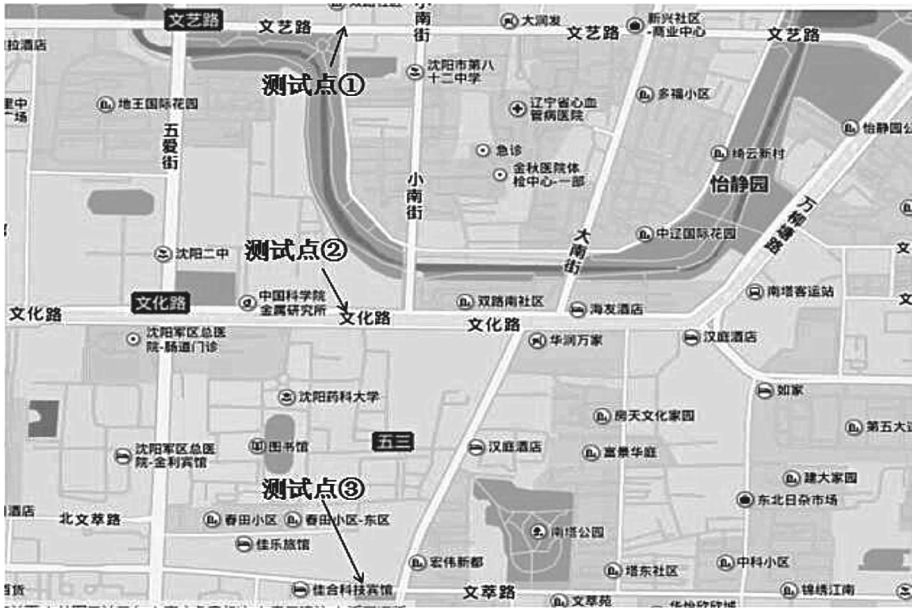 文艺路
文艺路
小南街
大润发
文艺路
新兴社区
-商业中心
文艺路
拉酒店
测试点①
沈阳市第八
十二中学
地王国际花园
五爱街
辽宁省心血
管病医院
多福小区
怡静园公
急诊
金秋医院体
检中心-一部
绮云新村
怡静园
小南街
大南街
中辽国际花园
万柳塘路
测试点②
沈阳二中
文化路
文化路
中国科学院
金属研究所
文化路
双路南社区
文化路
海友酒店
南塔客运站
沈阳军区总医
院-肠道门诊
华润万家
汉庭酒店
沈阳药科大学
如家
房天文化家园
五三
图书馆
汉庭酒店
富景华庭
沈阳军区总医
院-金利宾馆
测试点③
建大家园
东北日杂市场
北文萃路
春田小区
春田小区-东区
佳乐旅馆
南塔公园
宏伟新都
塔东社区
中科小区
佳合科技宾馆
文萃路
文萃苑
锦绣江南